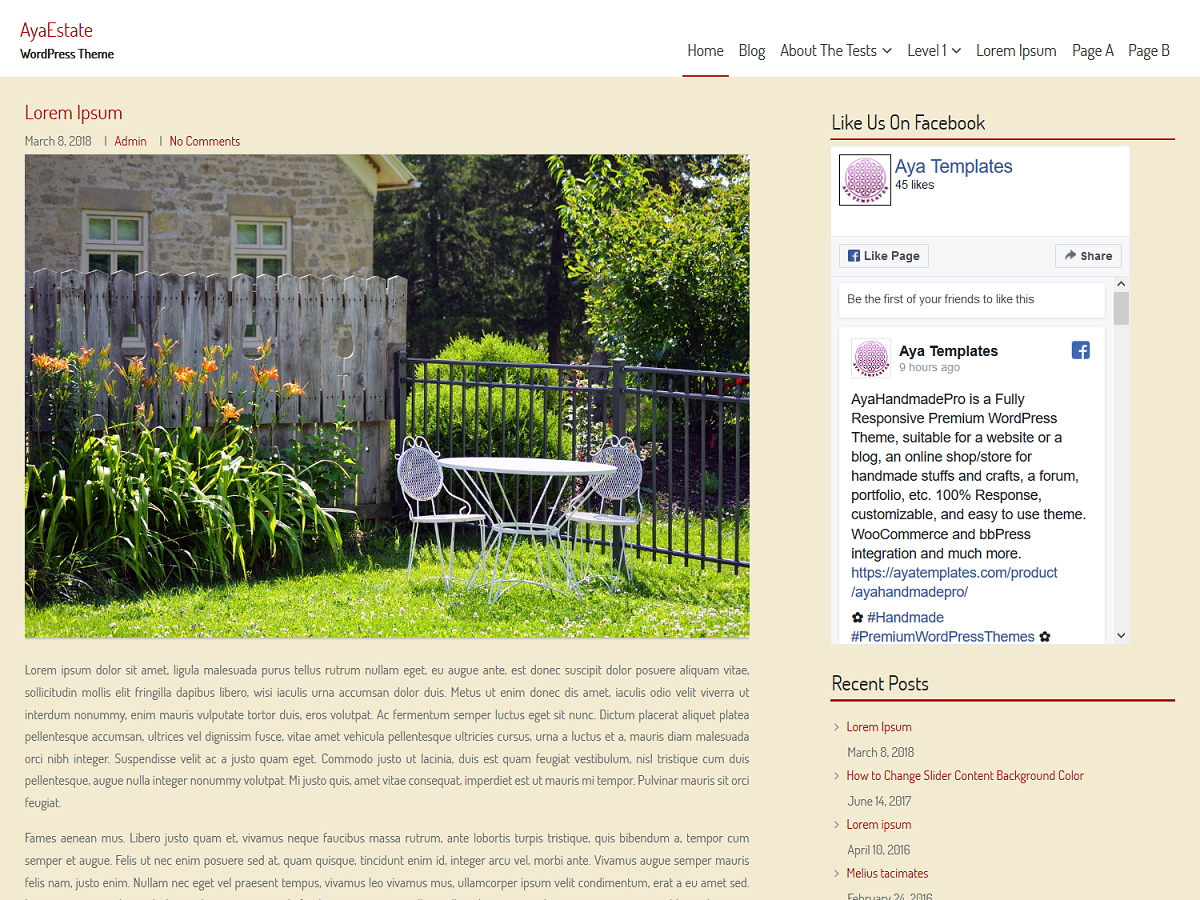 AyaEstate
WordPress Theme
Home Blog About The Tests Level 1 Lorem Ipsum Page A Page B
Lorem Ipsum
March 8, 2018 | Admin | No Comments
Lorem ipsum dolor sit amet, ligula malesuada purus tellus rutrum nullam eget, eu augue ante, est donec suscipit dolor posuere aliquam vitae,
sollicitudin mollis elit fringilla dapibus libero, wisi iaculis urna accumsan dolor duis. Metus ut enim donec dis amet, iaculis odio velit viverra ut
interdum nonummy, enim mauris vulputate tortor duis, eros volutpat. Ac fermentum semper luctus eget sit nunc. Dictum placerat aliquet platea
pellentesque accumsan, ultrices vel dignissim fusce, vitae amet vehicula pellentesque ultricies cursus, urna a luctus et a, mauris diam malesuada
orci nibh integer. Suspendisse velit ac a justo quam eget. Commodo justo ut lacinia, duis est quam feugiat vestibulum, nisl tristique cum duis
pellentesque, augue nulla integer nonummy volutpat. Mi justo quis, amet vitae consequat, imperdiet est ut mauris mi tempor. Pulvinar mauris sit orci
feugiat.
Fames aenean mus. Libero justo quam et, vivamus neque faucibus massa rutrum, ante lobortis turpis tristique, quis bibendum a, tempor cum
semper et augue. Felis ut nec enim posuere sed at, quam quisque, tincidunt enim id, integer arcu vel, morbi ante. Vivamus augue semper mauris
felis nam, justo enim. Nullam nec eget vel praesent tempus, vivamus leo vivamus mus, ullamcorper ipsum velit condimentum, erat a eu amet sed.
Like Us On Facebook
Aya Templates
45 likes
Like Page
Share
Be the first of your friends to like this
Aya Templates
9 hours ago
AyaHandmadePro is a Fully
Responsive Premium WordPress
Theme, suitable for a website or a
blog, an online shop/store for
handmade stuffs and crafts, a forum,
portfolio, etc. 100% Response,
customizable, and easy to use theme.
WooCommerce and bbPress
integration and much more.
https://ayatemplates.com/product
/ayahandmadepro/
✿ #Handmade
#PremiumWordPressThemes ✿
Recent Posts
Lorem Ipsum
March 8, 2018
How to Change Slider Content Background Color
June 14, 2017
Lorem ipsum
April 10, 2016
Melius tacimates
February 24, 2016